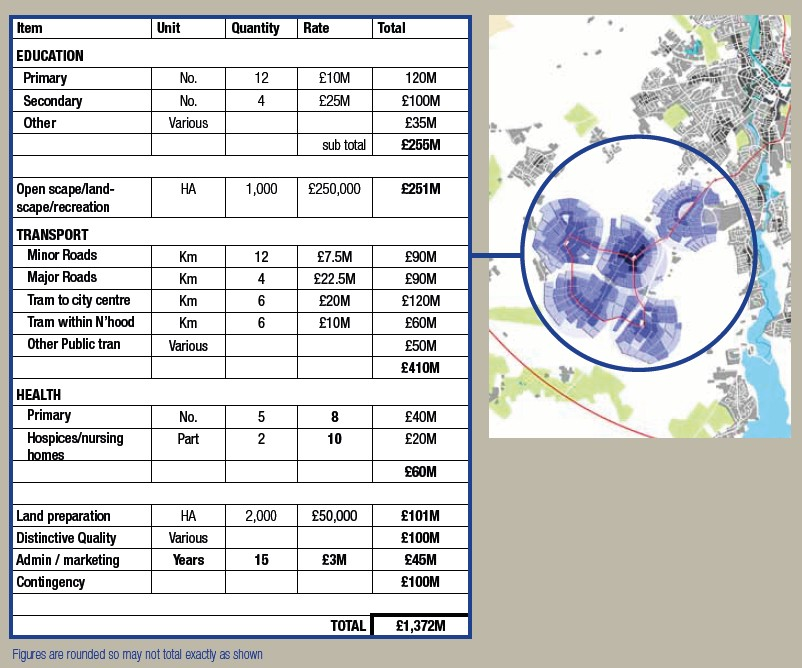 Item Unit Quantity Rate Total
EDUCATION
Primary No. 12 £10M 120M
Secondary No. 4 £25M £100M
Other Various £35M
sub total £255M
Open scape/land-
scape/recreation HA 1,000 £250,000 £251M
TRANSPORT
Minor Roads Km 12 £7.5M £90M
Major Roads Km 4 £22.5M £90M
Tram to city centre Km 6 £20M £120M
Tram within N'hood Km 6 £10M £60M
Other Public tran Various £50M
£410M
HEALTH
Primary No. 5 8 £40M
Hospices/nursing
homes Part 2 10 £20M
£60M
Land preparation HA 2,000 £50,000 £101M
Distinctive Quality Various £100M
Admin / marketing Years 15 £3M £45M
Contingency £100M
TOTAL £1,372M
Figures are rounded so may not total exactly as shown